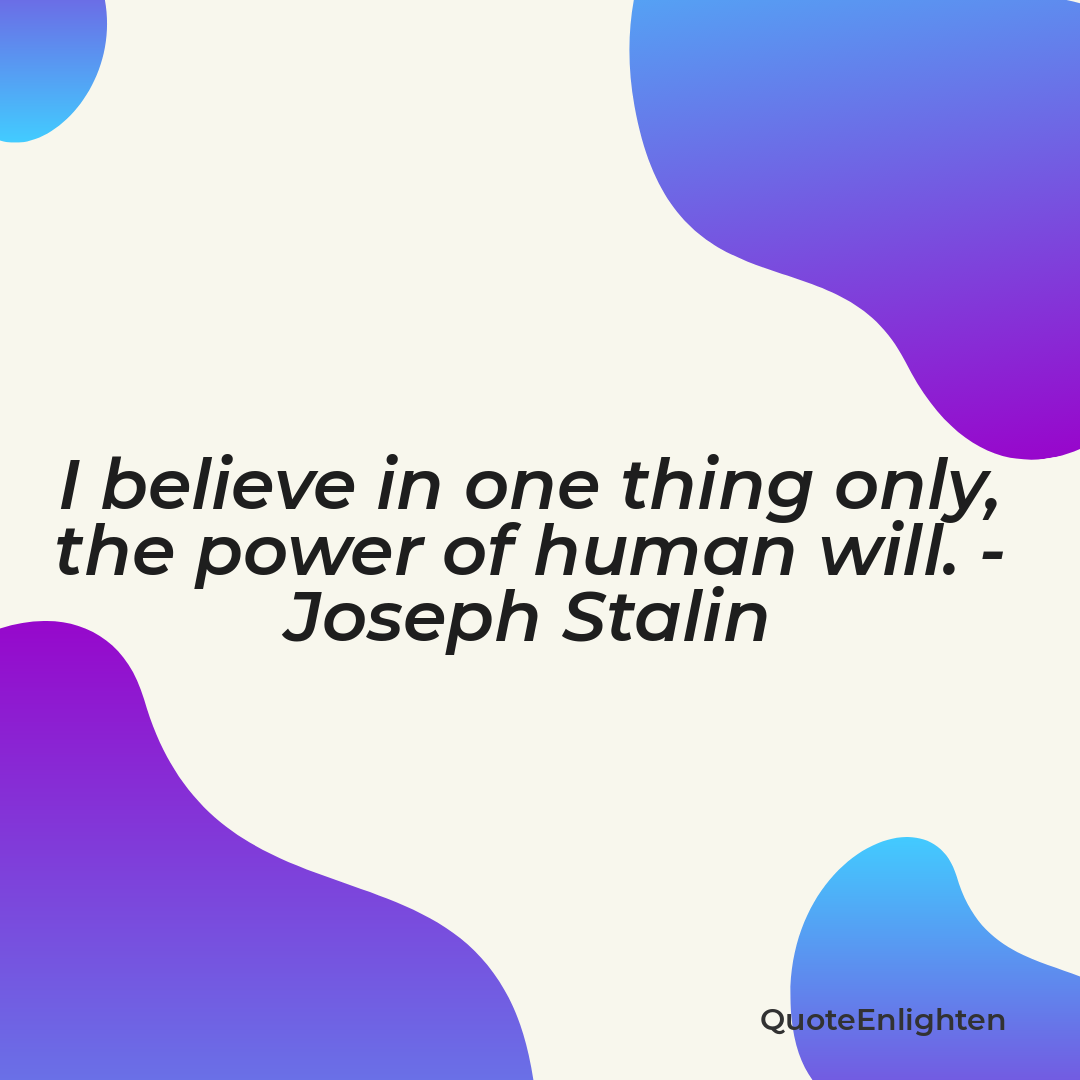 I believe in one thing only,
the power of human will. -
Joseph Stalin
QuoteEnlighten